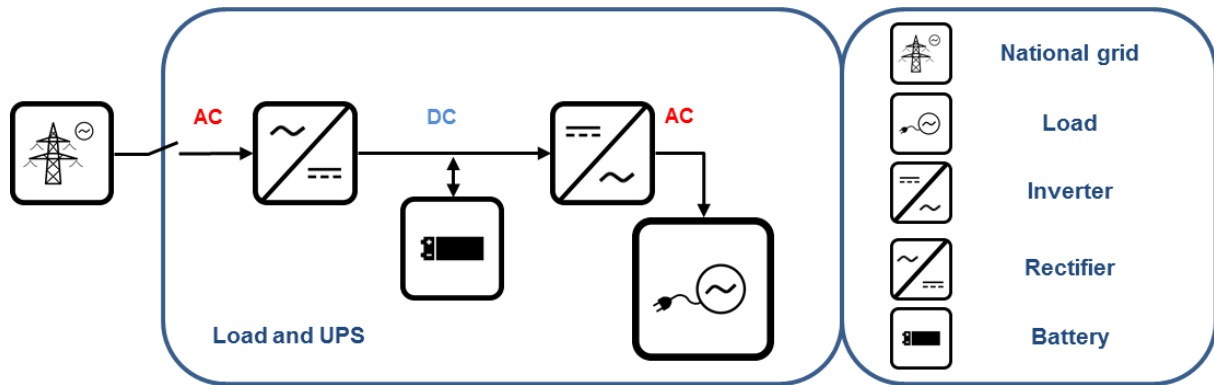 AC
DC
AC
Load and UPS
National grid
Load
Inverter
Rectifier
Battery